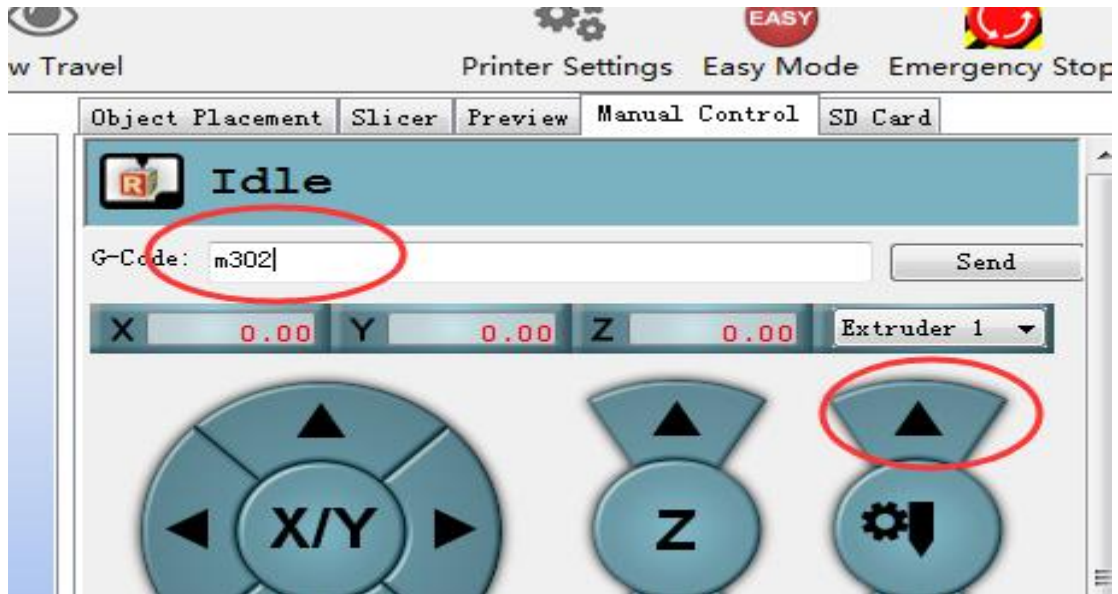 EASY
w Travel Printer Settings Easy Mode Emergency Stop
Object Placement Slicer Preview Manual Control SD Card
R Idle
G-Code: m302 Send
X 0.00 Y 0.00 Z 0.00 Extruder 1
X/Y Z